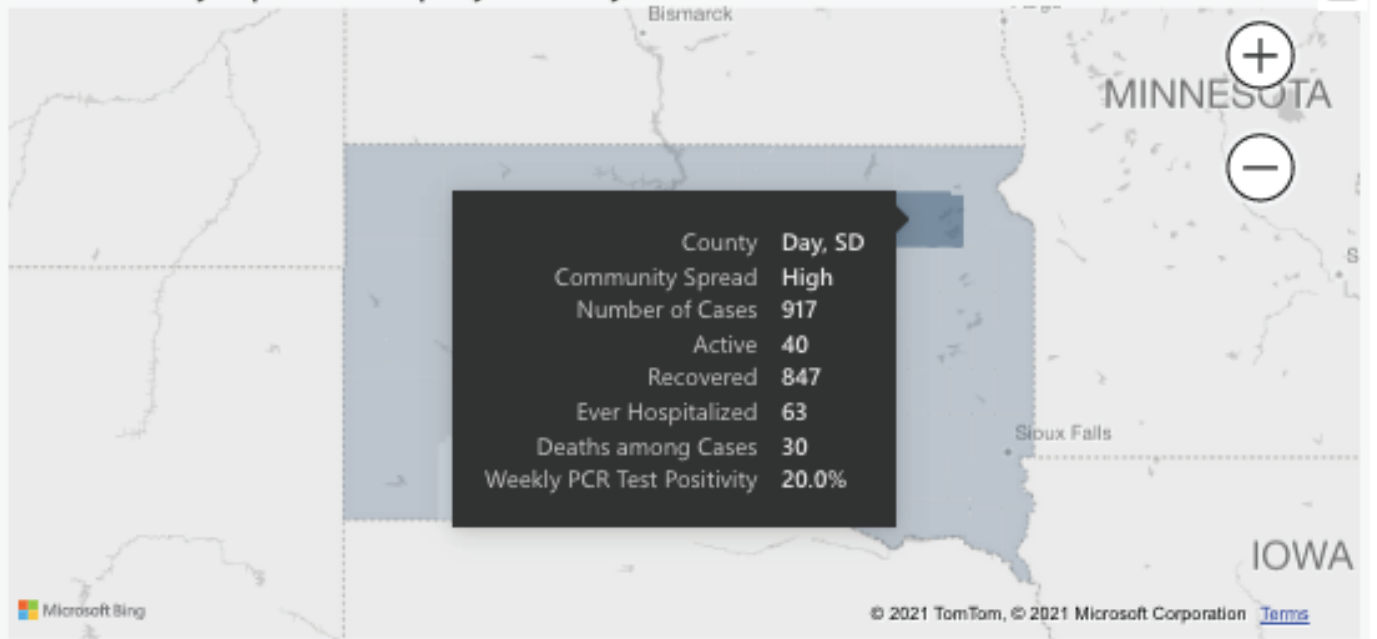 Bismarck
MINNESOTA
County Day, SD
Community Spread High
Number of Cases 917
Active 40
Recovered 847
Ever Hospitalized 63
Deaths among Cases 30
Weekly PCR Test Positivity 20.0%
Sioux Falls
IOWA
Microsoft Bing
© 2021 TomTom, © 2021 Microsoft Corporation Terms